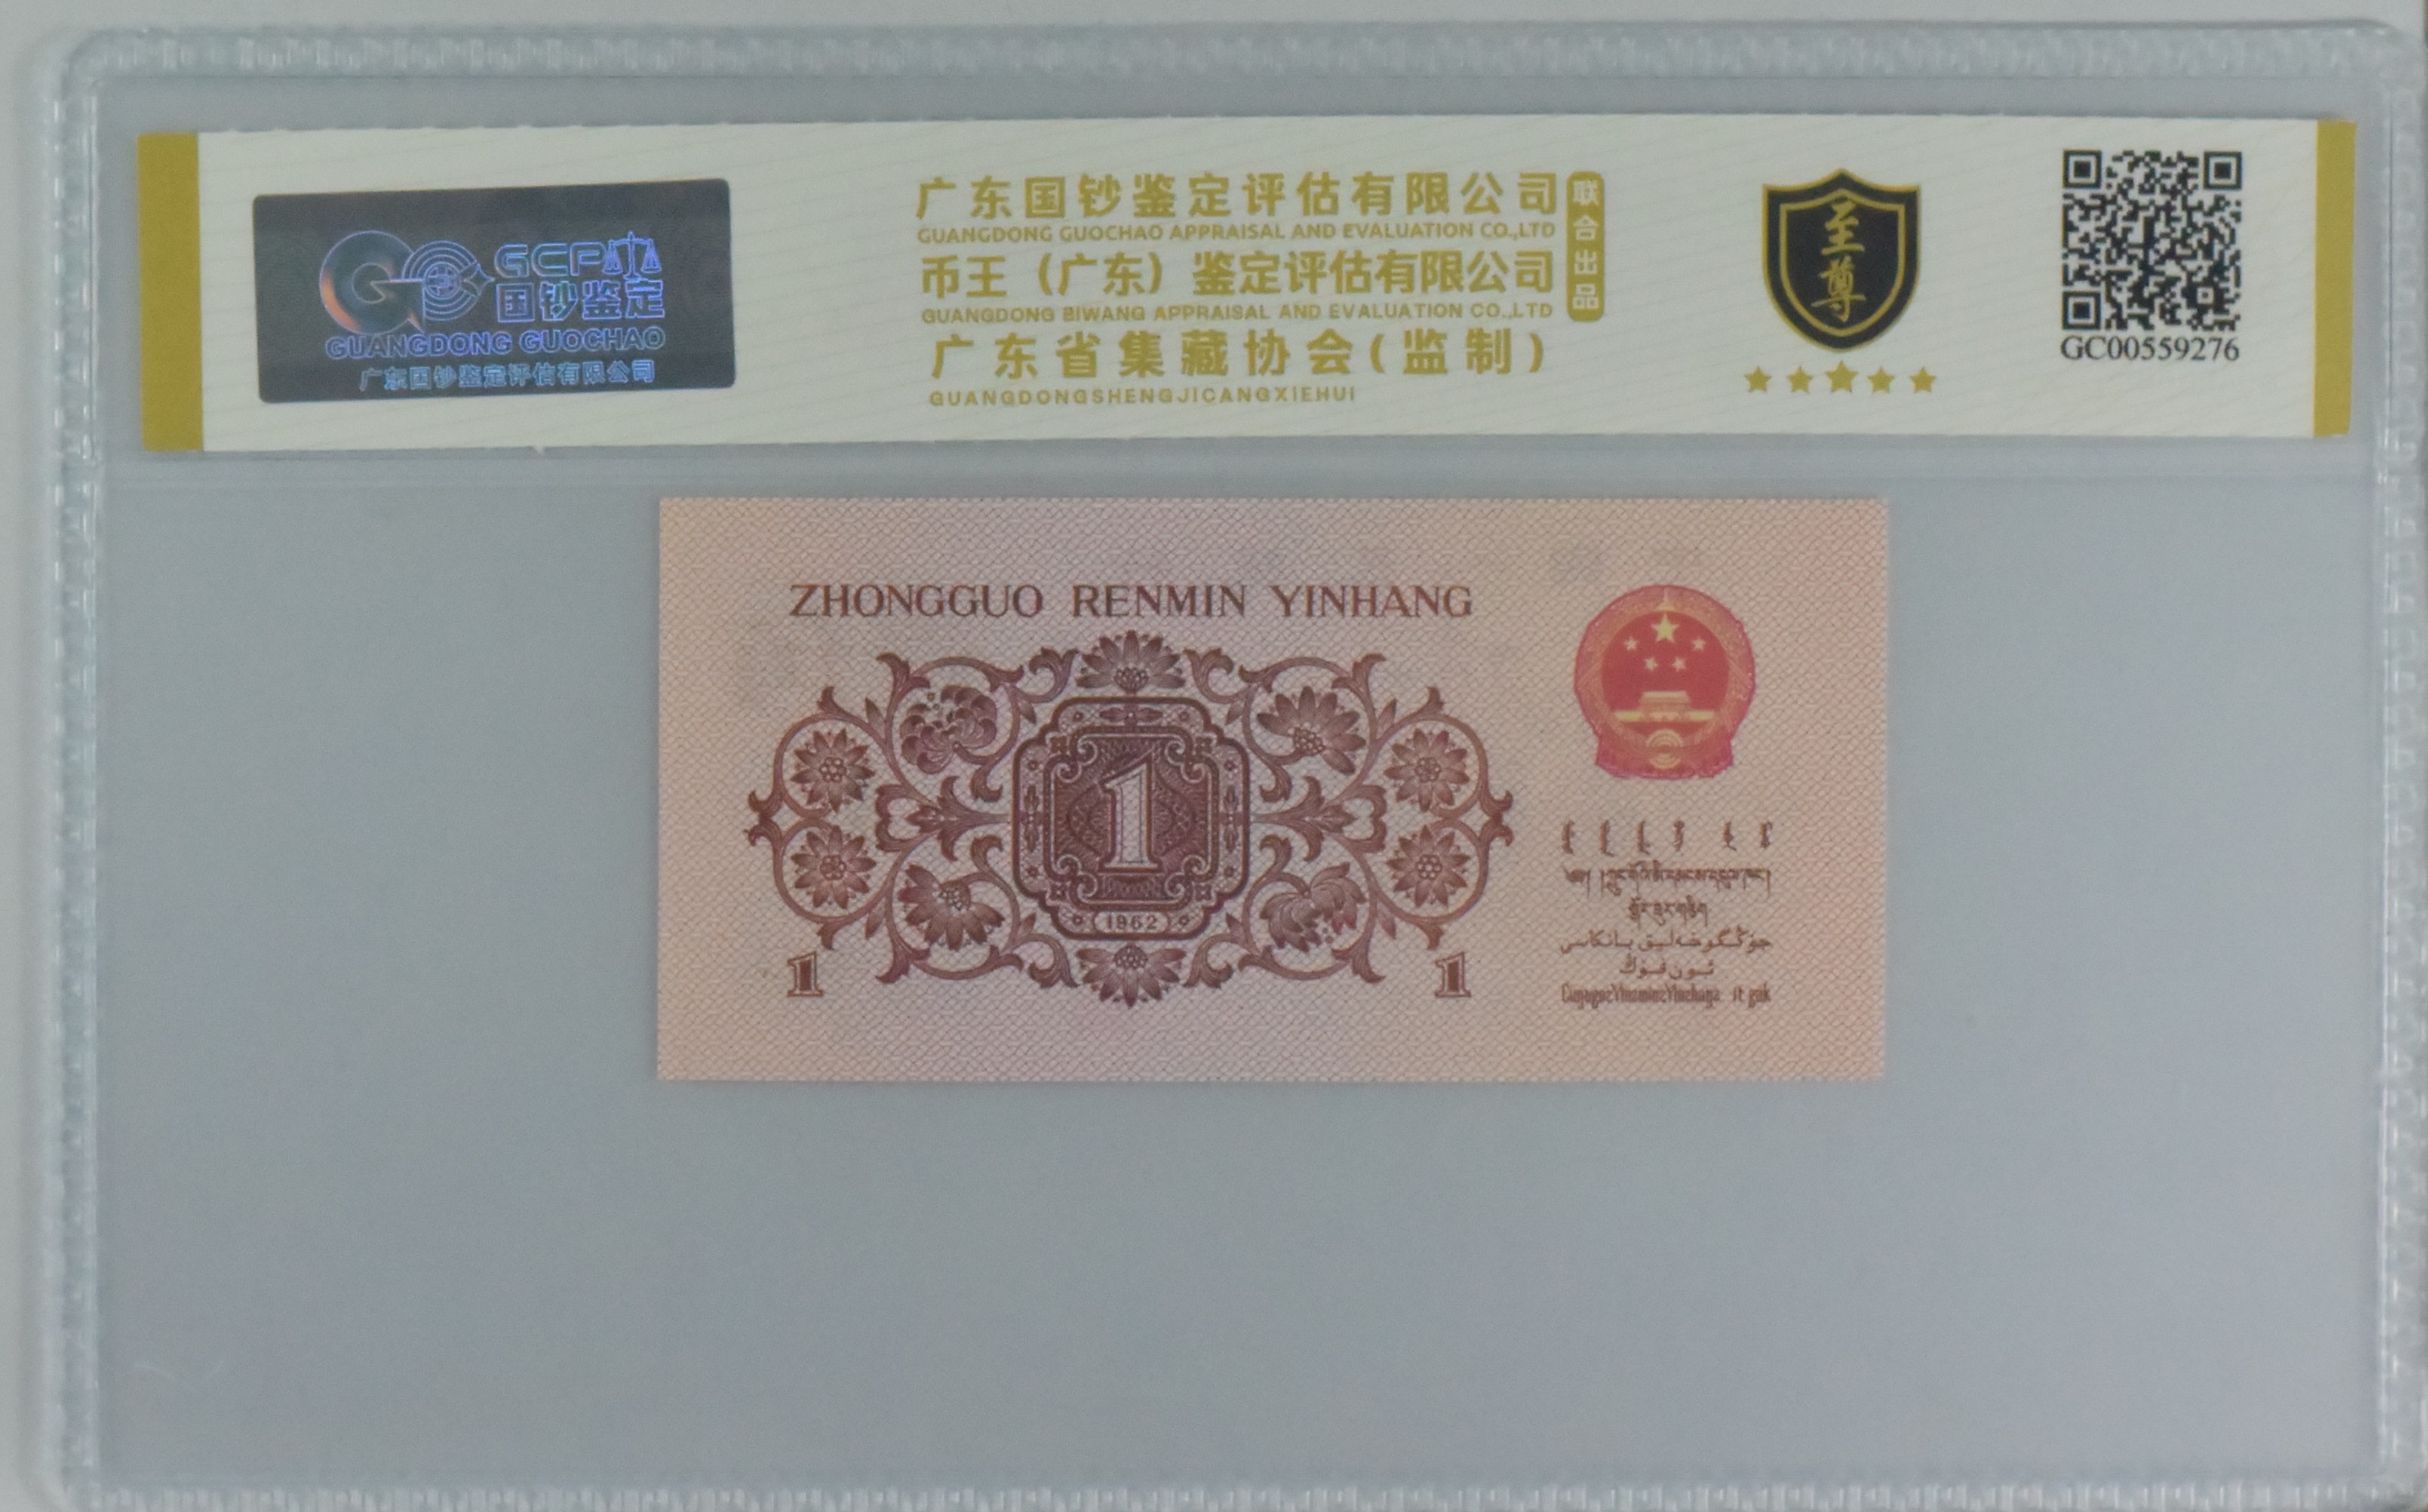 GCP
国钞鉴定
GUANGDONG GUOCHAO
广东国钞鉴定评估有限公司
广东国钞鉴定评估有限公司
GUANGDONG GUOCHAO APPRAISAL AND EVALUATION CO.,LTD
币王（广东）鉴定评估有限公司
GUANGDONG BIWANG APPRAISAL AND EVALUATION CO.,LTD
广东省集藏协会(监制)
GUANGDONGSHENGJICANGXIEHUI
联合出品
至尊
GC00559276
ZHONGGUO RENMIN YINHANG
1
1962
1
1
جۇڭگو خەلق بانكىسى